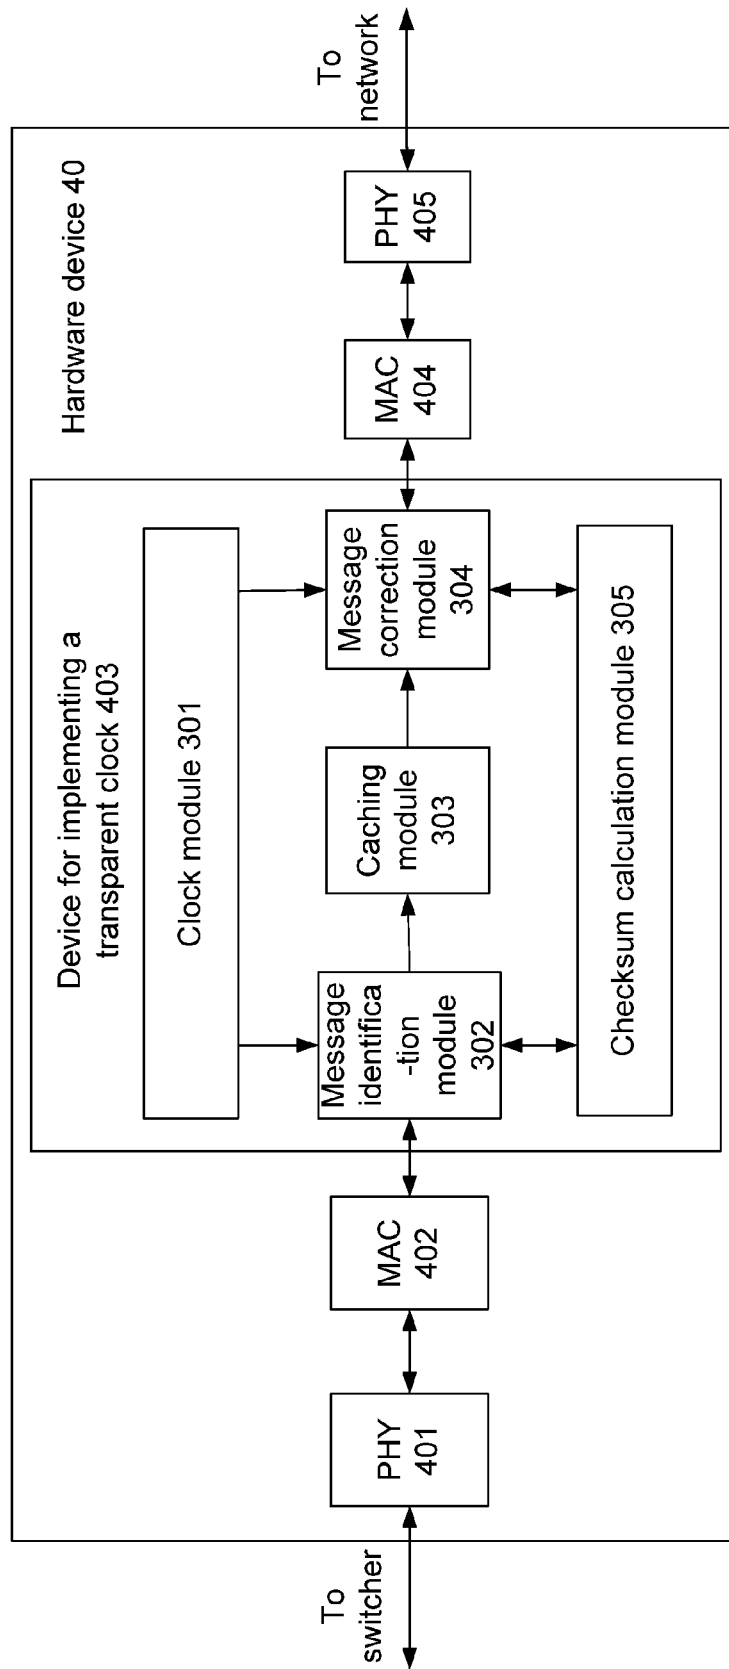 Hardware device 40
Device for implementing a
transparent clock 403
Clock module 301
To
switcher
PHY
401
MAC
402
Message
identifica
-tion
module
302
Caching
module
303
Message
correction
module
304
MAC
404
PHY
405
To
network
Checksum calculation module 305